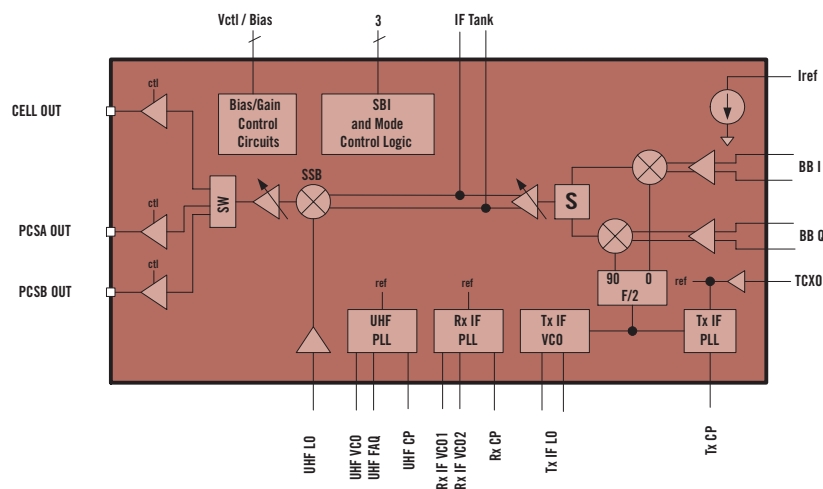 Vctl / Bias
3
IF Tank
Iref
ctl
CELL OUT
Bias/Gain
Control
Circuits
SBI
and Mode
Control Logic
BB I
SSB
ctl
SW
S
PCSA OUT
BB Q
ctl
PCSB OUT
90 0
F/2
ref
TCXO
ref
ref
UHF
PLL
Rx IF
PLL
Tx IF
VCO
Tx IF
PLL
UHF LO
UHF VCO
UHF FAQ
UHF CP
Rx IF VCO1
Rx IF VCO2
Rx CP
Tx IF LO
Tx CP